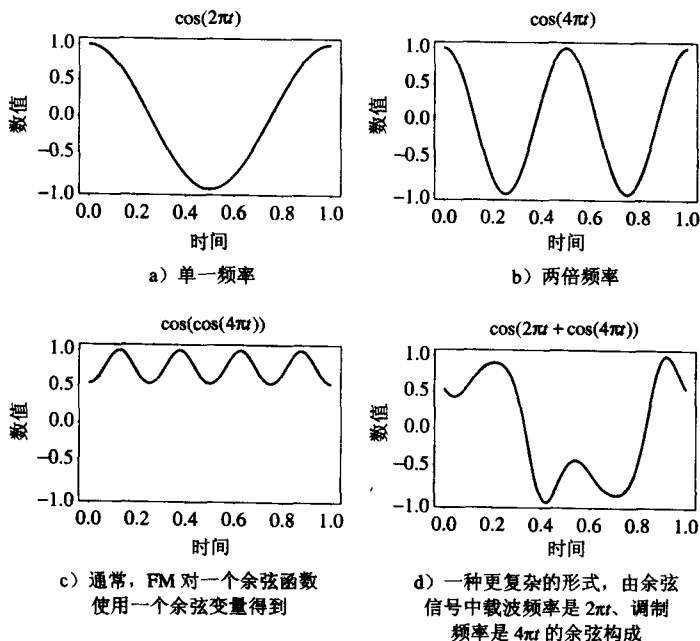 cos(2πt)
1.0
0.5
0.0
−0.5
−1.0
数值
0.0 0.2 0.4 0.6 0.8 1.0
时间
a）单一频率
cos(4πt)
1.0
0.5
0.0
−0.5
−1.0
数值
0.0 0.2 0.4 0.6 0.8 1.0
时间
b）两倍频率
cos(cos(4πt))
1.0
0.5
0.0
−0.5
−1.0
数值
0.0 0.2 0.4 0.6 0.8 1.0
时间
c）通常，FM 对一个余弦函数
使用一个余弦变量得到
cos(2πt + cos(4πt))
1.0
0.5
0.0
−0.5
−1.0
数值
0.0 0.2 0.4 0.6 0.8 1.0
时间
d）一种更复杂的形式，由余弦
信号中载波频率是 2πt、调制
频率是 4πt 的余弦构成